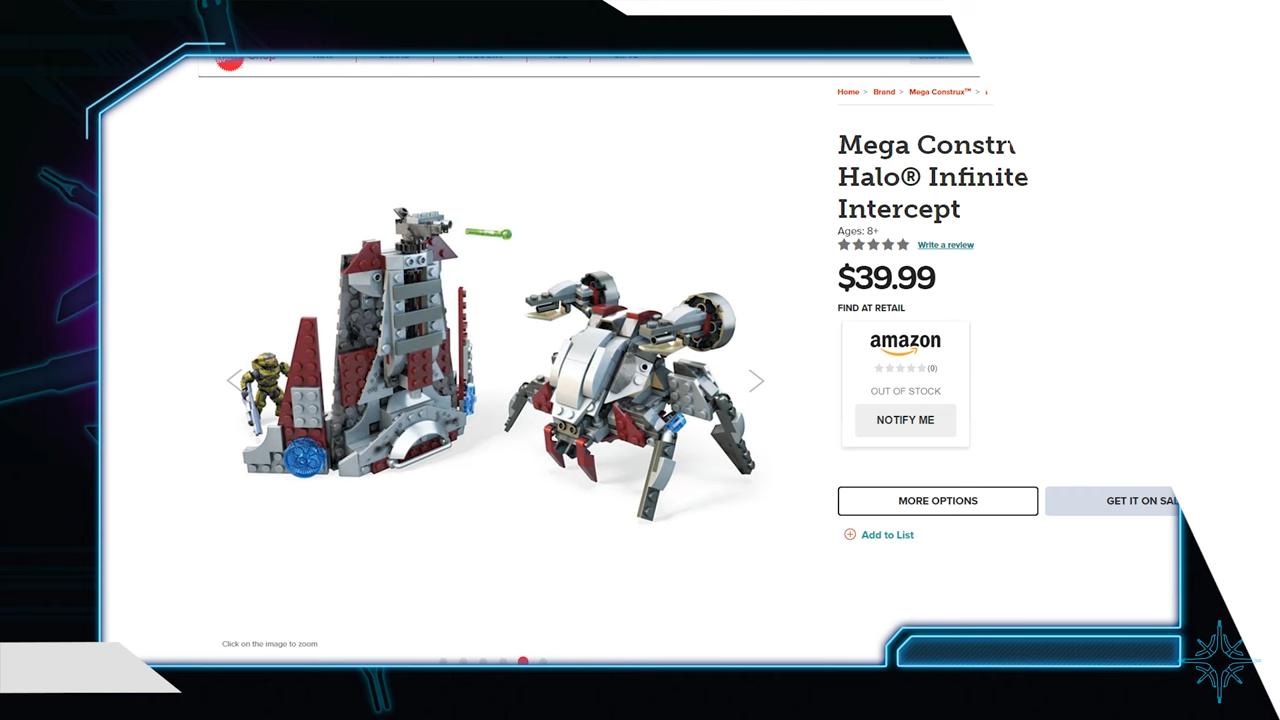 Home > Brand > Mega Construx™ >
Mega Constru
Halo® Infinite
Intercept
Ages: 8+
Write a review
$39.99
FIND AT RETAIL
amazon
(0)
OUT OF STOCK
NOTIFY ME
MORE OPTIONS
GET IT ON SAL
Add to List
Click on the image to zoom